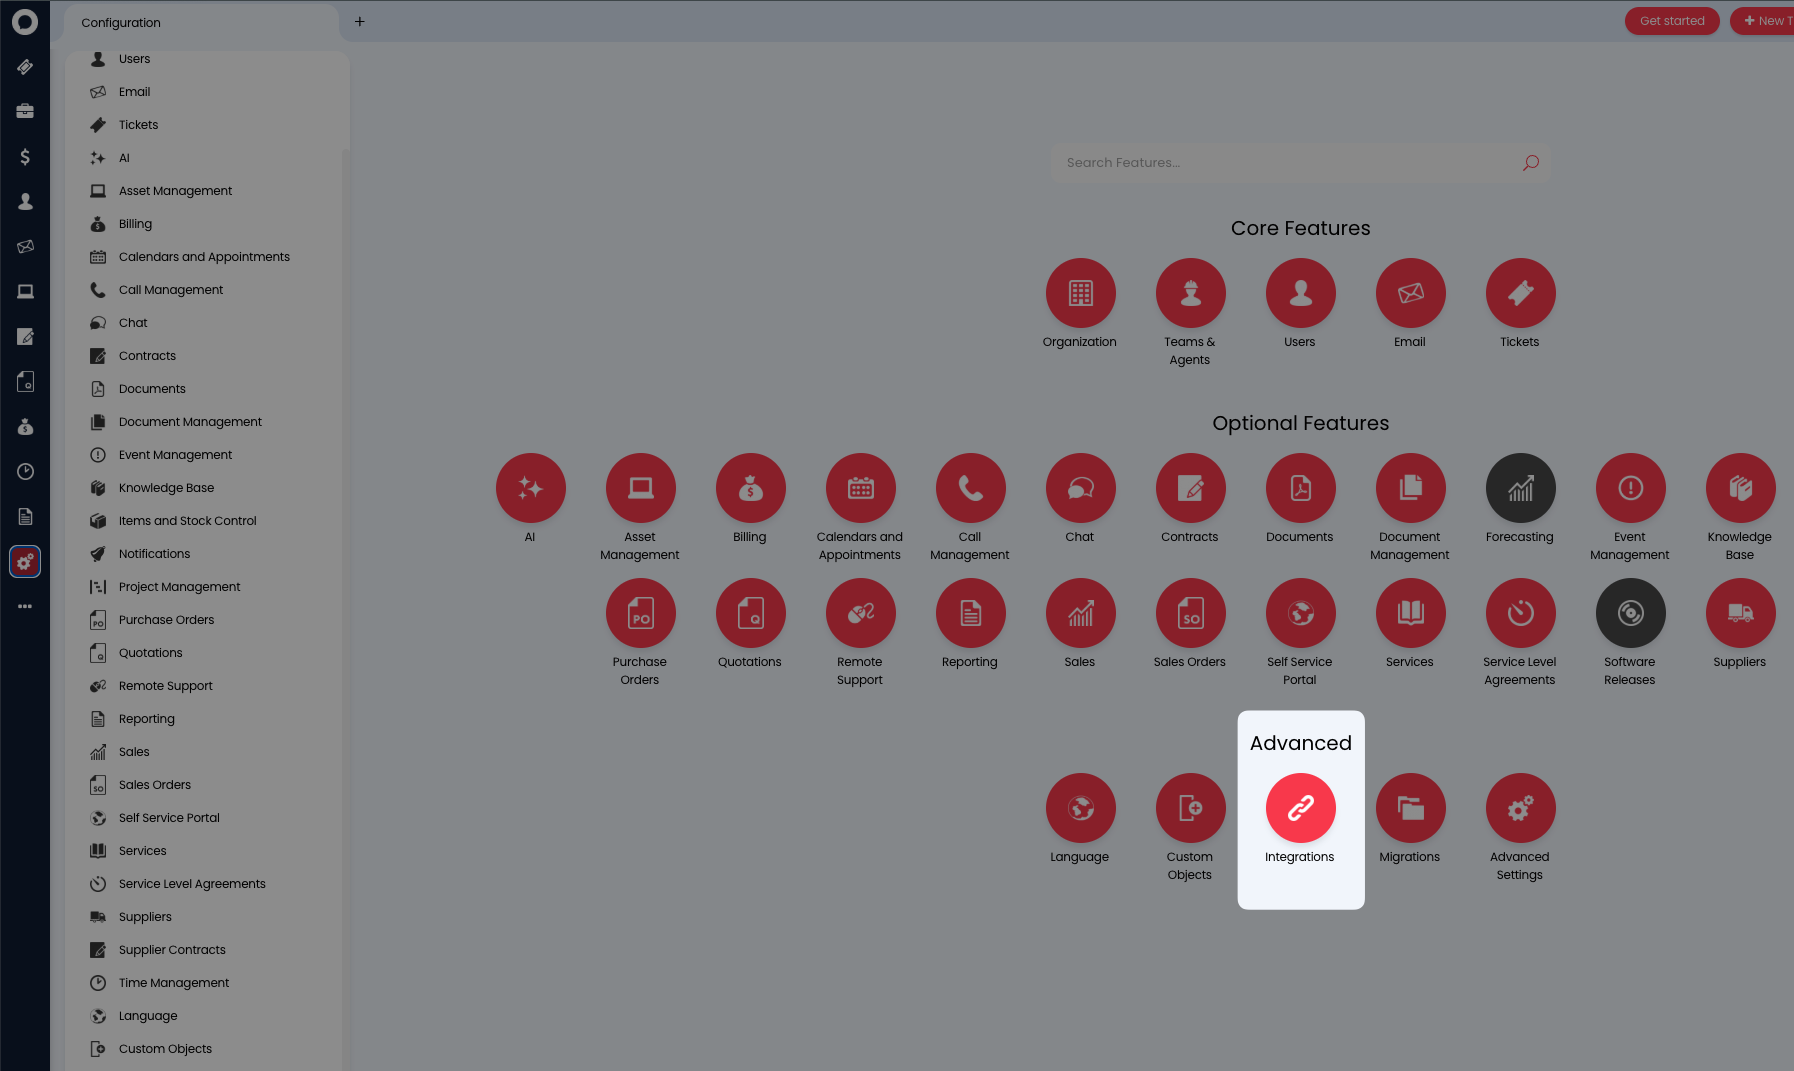 Configuration
+
Get started
New T
Users
Email
Tickets
AI
Asset Management
Billing
Calendars and Appointments
Call Management
Chat
Contracts
Documents
Document Management
Event Management
Knowledge Base
Items and Stock Control
Notifications
Project Management
Purchase Orders
Quotations
Remote Support
Reporting
Sales
Sales Orders
Self Service Portal
Services
Service Level Agreements
Suppliers
Supplier Contracts
Time Management
Language
Custom Objects
Search Features...
Core Features
Organization
Teams &
Agents
Users
Email
Tickets
Optional Features
AI
Asset
Management
Billing
Calendars and
Appointments
Call
Management
Chat
Contracts
Documents
Document
Management
Forecasting
Event
Management
Knowledge
Base
PO
Purchase
Orders
Q
Quotations
Remote
Support
Reporting
Sales
SO
Sales Orders
Self Service
Portal
Services
Service Level
Agreements
Software
Releases
Suppliers
Advanced
Language
Custom
Objects
Integrations
Migrations
Advanced
Settings